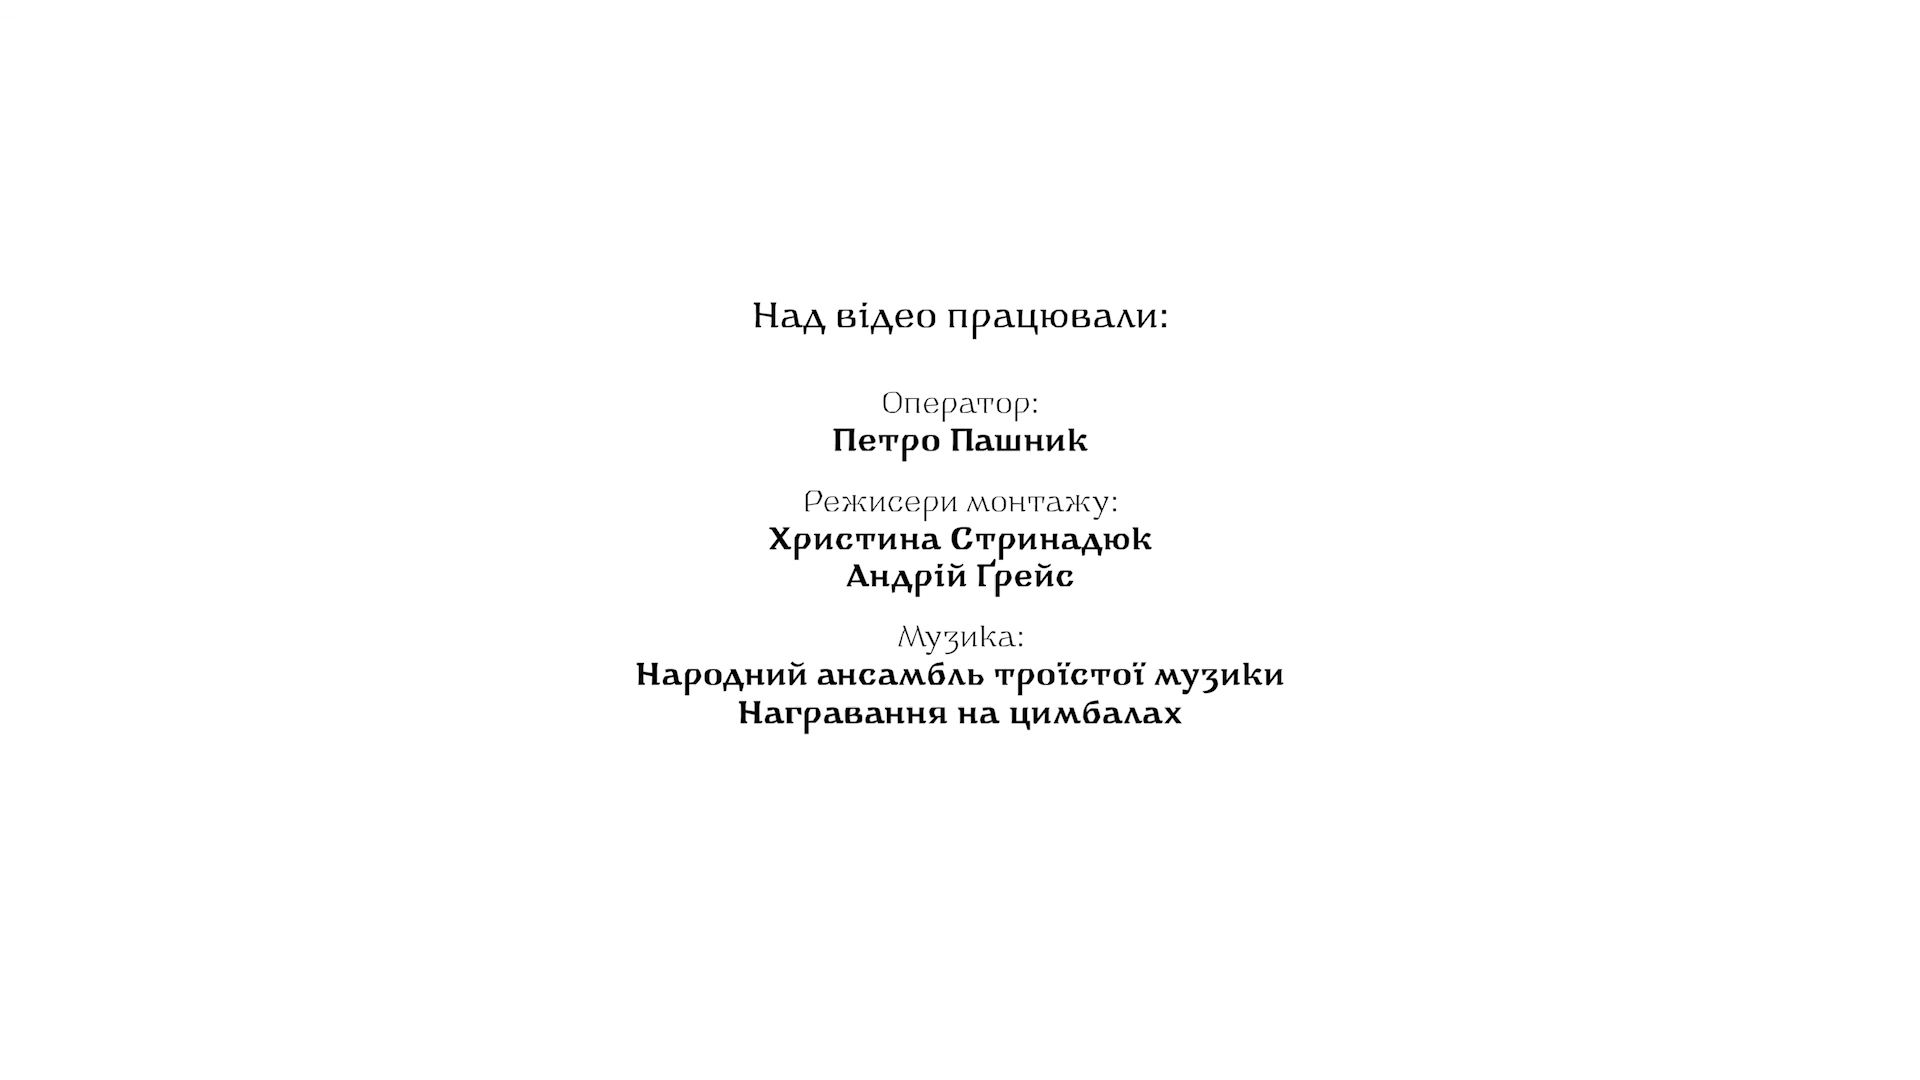 Над відео працювали:
Оператор:
Петро Пашник
Режисери монтажу:
Христина Стринадюк
Андрій Ґрейс
Музика:
Народний ансамбль троїстої музики
Награвання на цимбалах